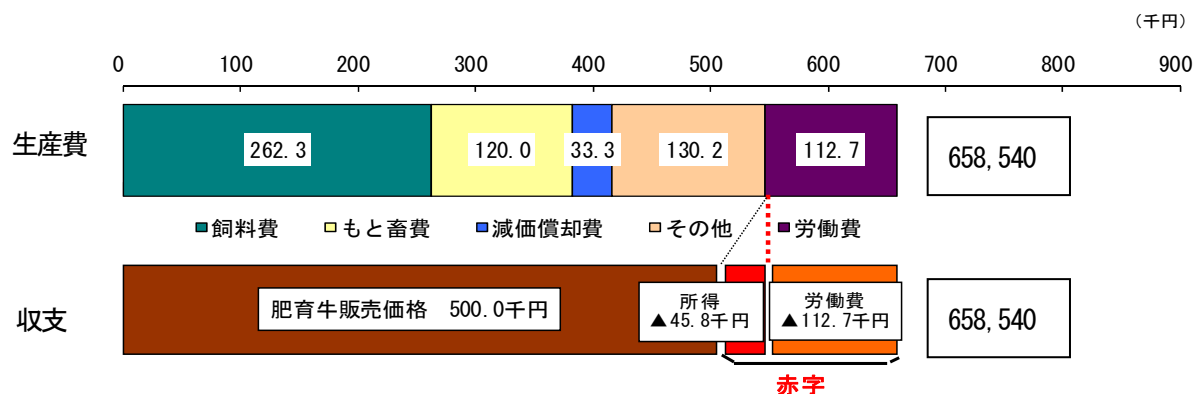 (千円)
0 100 200 300 400 500 600 700 800 900
生産費 262.3 120.0 33.3 130.2 112.7 658,540
飼料費 もと畜費 減価償却費 その他 労働費
収支 肥育牛販売価格 500.0千円 所得 ▲45.8千円 労働費 ▲112.7千円 658,540
赤字